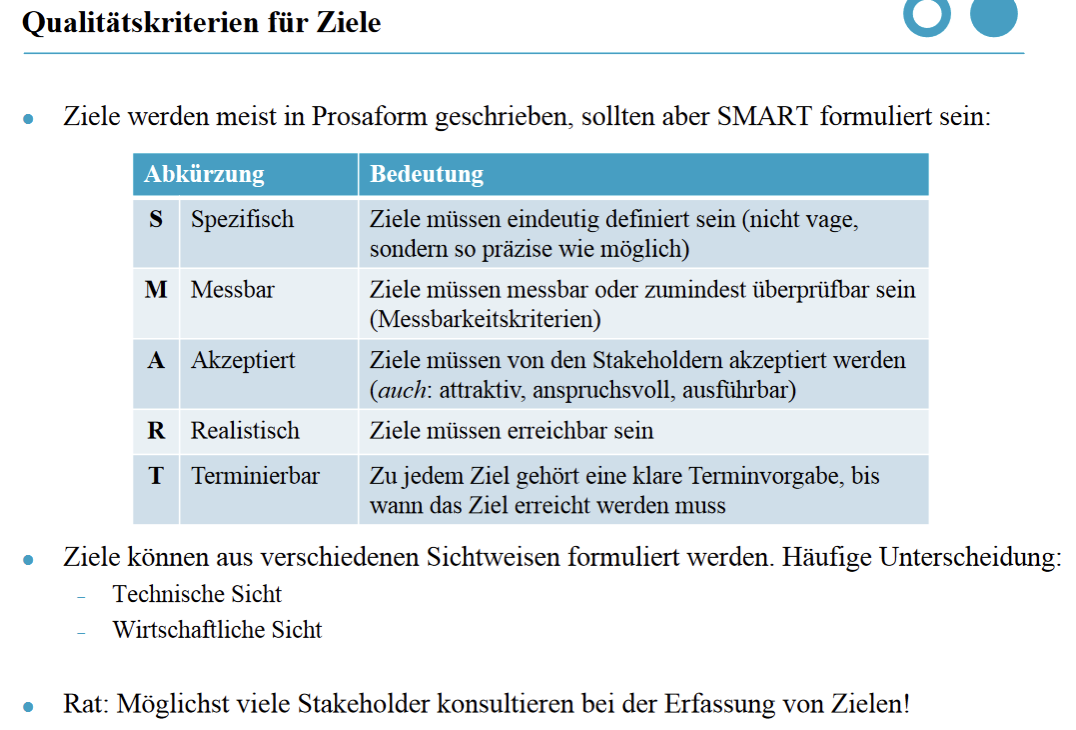 Qualitätskriterien für Ziele
Ziele werden meist in Prosaform geschrieben, sollten aber SMART formuliert sein:
Abkürzung Bedeutung
S Spezifisch Ziele müssen eindeutig definiert sein (nicht vage,
sondern so präzise wie möglich)
M Messbar Ziele müssen messbar oder zumindest überprüfbar sein
(Messbarkeitskriterien)
A Akzeptiert Ziele müssen von den Stakeholdern akzeptiert werden
(auch: attraktiv, anspruchsvoll, ausführbar)
R Realistisch Ziele müssen erreichbar sein
T Terminierbar Zu jedem Ziel gehört eine klare Terminvorgabe, bis
wann das Ziel erreicht werden muss
Ziele können aus verschiedenen Sichtweisen formuliert werden. Häufige Unterscheidung:
– Technische Sicht
– Wirtschaftliche Sicht
Rat: Möglichst viele Stakeholder konsultieren bei der Erfassung von Zielen!